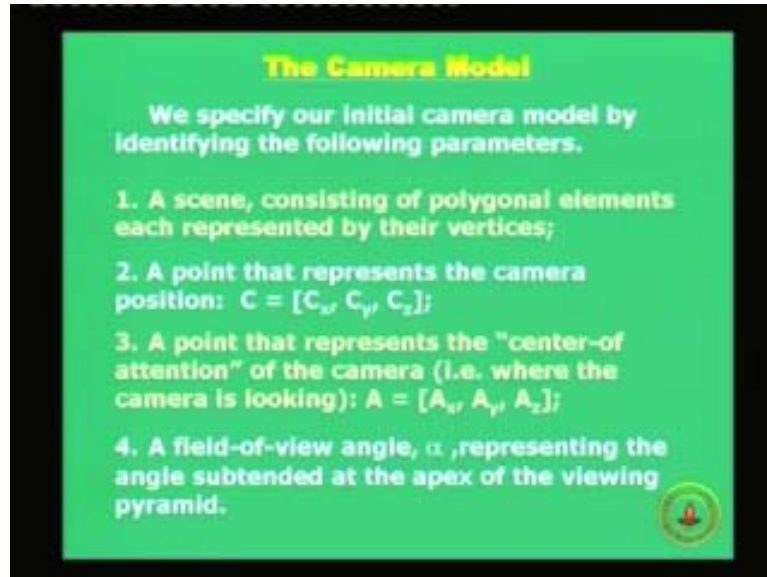 The Camera Model
We specify our initial camera model by
identifying the following parameters.
1. A scene, consisting of polygonal elements
each represented by their vertices;
2. A point that represents the camera
position: C = [Cx, Cy, Cz];
3. A point that represents the "center-of
attention" of the camera (i.e. where the
camera is looking): A = [Ax, Ay, Az];
4. A field-of-view angle, α ,representing the
angle subtended at the apex of the viewing
pyramid.